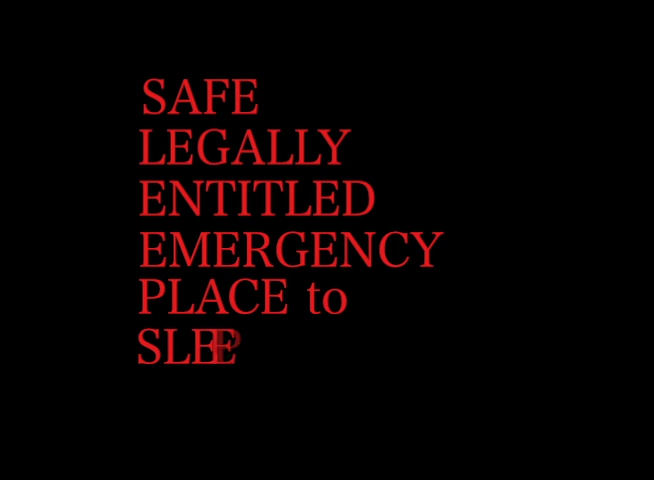 SAFE
LEGALLY
ENTITLED
EMERGENCY
PLACE to
SLEEP